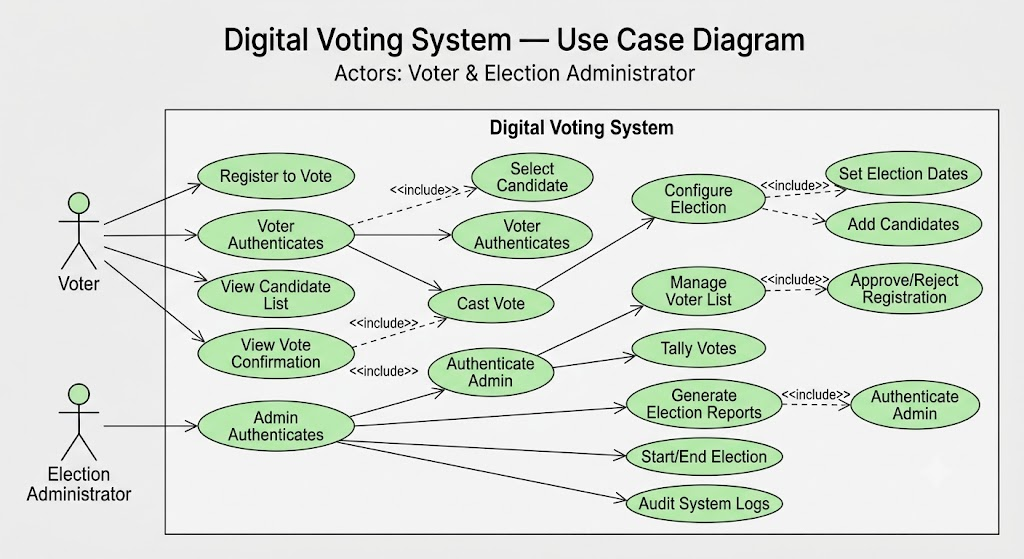 Digital Voting System — Use Case Diagram
Actors: Voter & Election Administrator
Digital Voting System
Register to Vote
<<include>>
Select
Candidate
Voter
Authenticates
Voter
Authenticates
View Candidate
List
Cast Vote
View Vote
Confirmation
<<include>>
<<include>>
Authenticate
Admin
Admin
Authenticates
Configure
Election
<<include>>
Set Election Dates
Add Candidates
Manage
Voter List
<<include>>
Approve/Reject
Registration
Tally Votes
Generate
Election Reports
<<include>>
Authenticate
Admin
Start/End Election
Audit System Logs
Voter
Election
Administrator